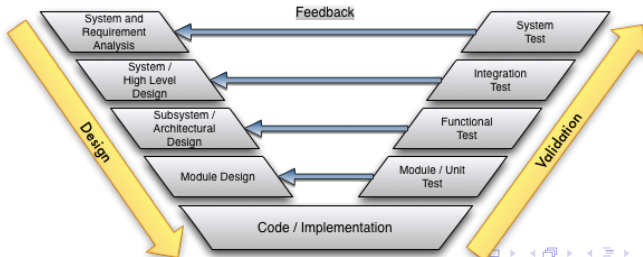 Feedback
System and
Requirement
Analysis
System
Test
System /
High Level
Design
Integration
Test
Subsystem /
Architectural
Design
Functional
Test
Module Design
Module / Unit
Test
Code / Implementation
Design
Validation